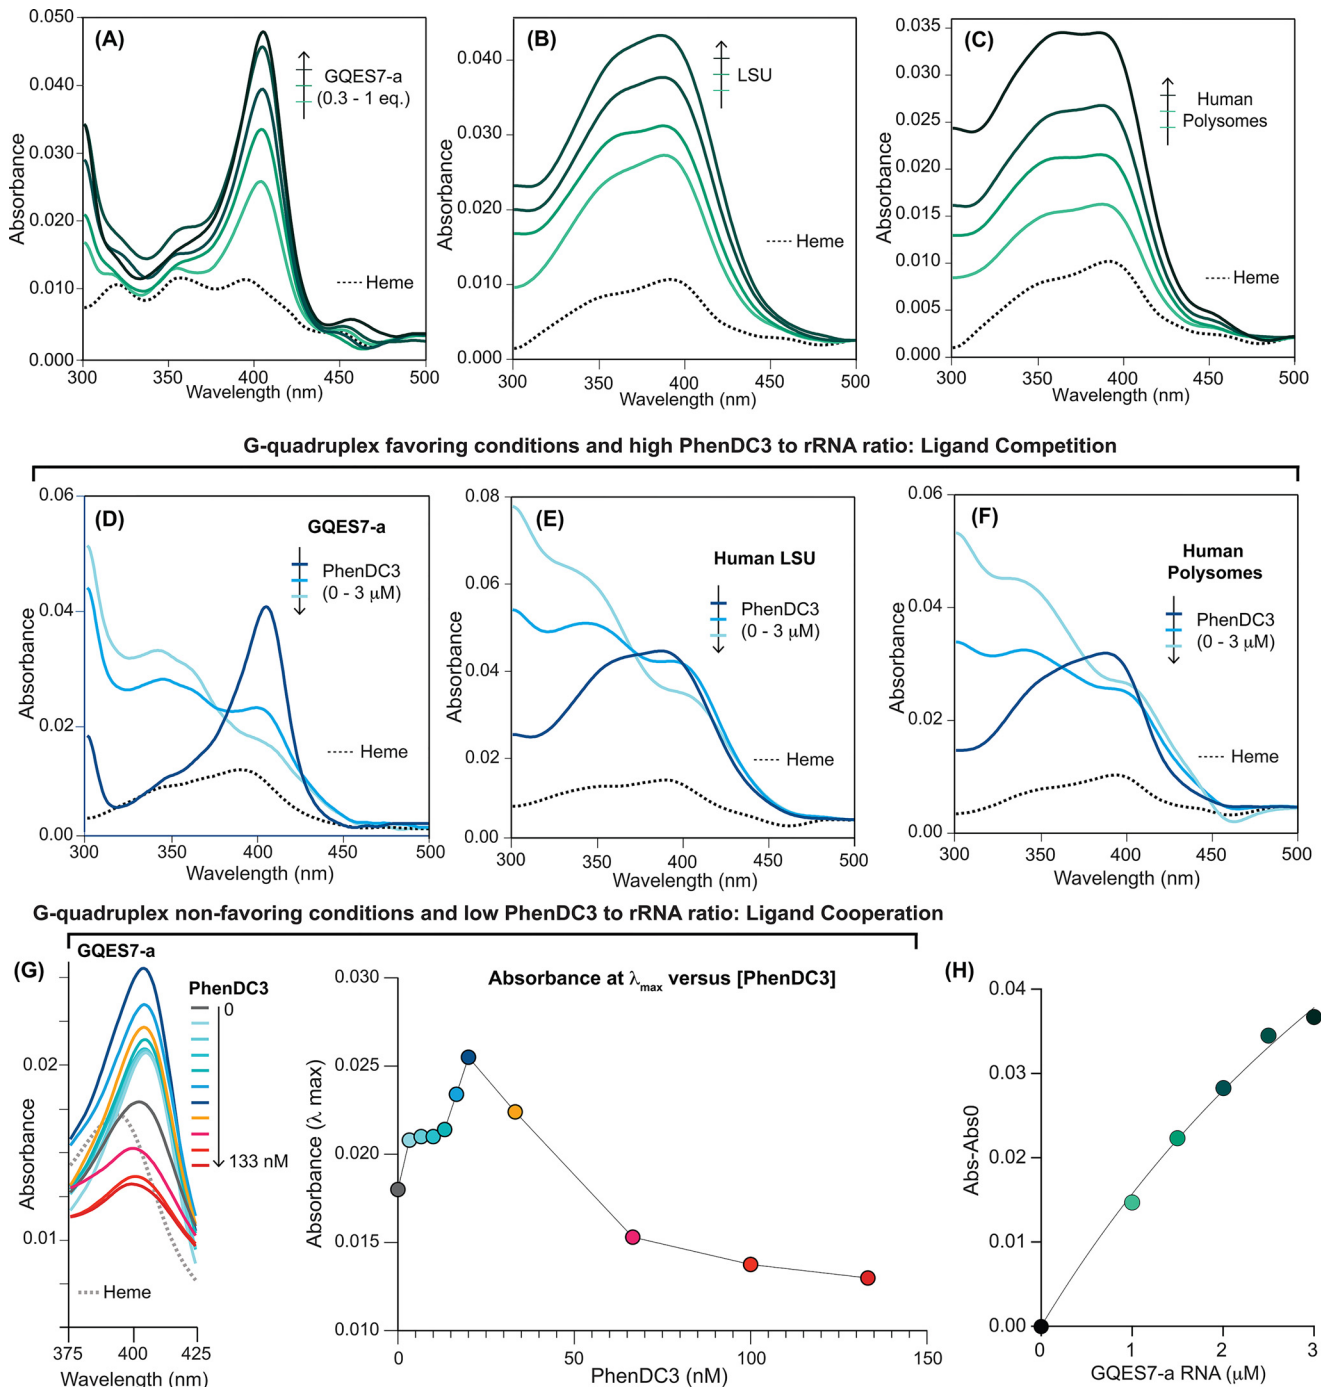 (A)
0.050
0.040
0.030
0.020
0.010
0.000
Absorbance
GQES7-a
(0.3 - 1 eq.)
Heme
300 350 400 450 500
Wavelength (nm)
(B)
0.040
0.030
0.020
0.010
0.000
Absorbance
LSU
Heme
300 350 400 450 500
Wavelength (nm)
(C)
0.035
0.030
0.025
0.020
0.015
0.010
0.005
0.000
Absorbance
Human
Polysomes
Heme
300 350 400 450 500
Wavelength (nm)
G-quadruplex favoring conditions and high PhenDC3 to rRNA ratio: Ligand Competition
(D)
0.06
0.04
0.02
0.00
Absorbance
GQES7-a
PhenDC3
(0 - 3 μM)
Heme
300 350 400 450 500
Wavelength (nm)
(E)
0.08
0.06
0.04
0.02
0.00
Absorbance
Human LSU
PhenDC3
(0 - 3 μM)
Heme
300 350 400 450 500
Wavelength (nm)
(F)
0.06
0.04
0.02
0.00
Absorbance
Human
Polysomes
PhenDC3
(0 - 3 μM)
Heme
300 350 400 450 500
Wavelength (nm)
G-quadruplex non-favoring conditions and low PhenDC3 to rRNA ratio: Ligand Cooperation
(G)
GQES7-a
PhenDC3
0
133 nM
0.02
0.01
Absorbance
Heme
375 400 425
Wavelength (nm)
Absorbance at λmax versus [PhenDC3]
0.030
0.025
0.020
0.015
0.010
Absorbance (λ max)
0 50 100 150
PhenDC3 (nM)
(H)
0.04
0.03
0.02
0.01
0.00
Abs-Abs0
0 1 2 3
GQES7-a RNA (μM)